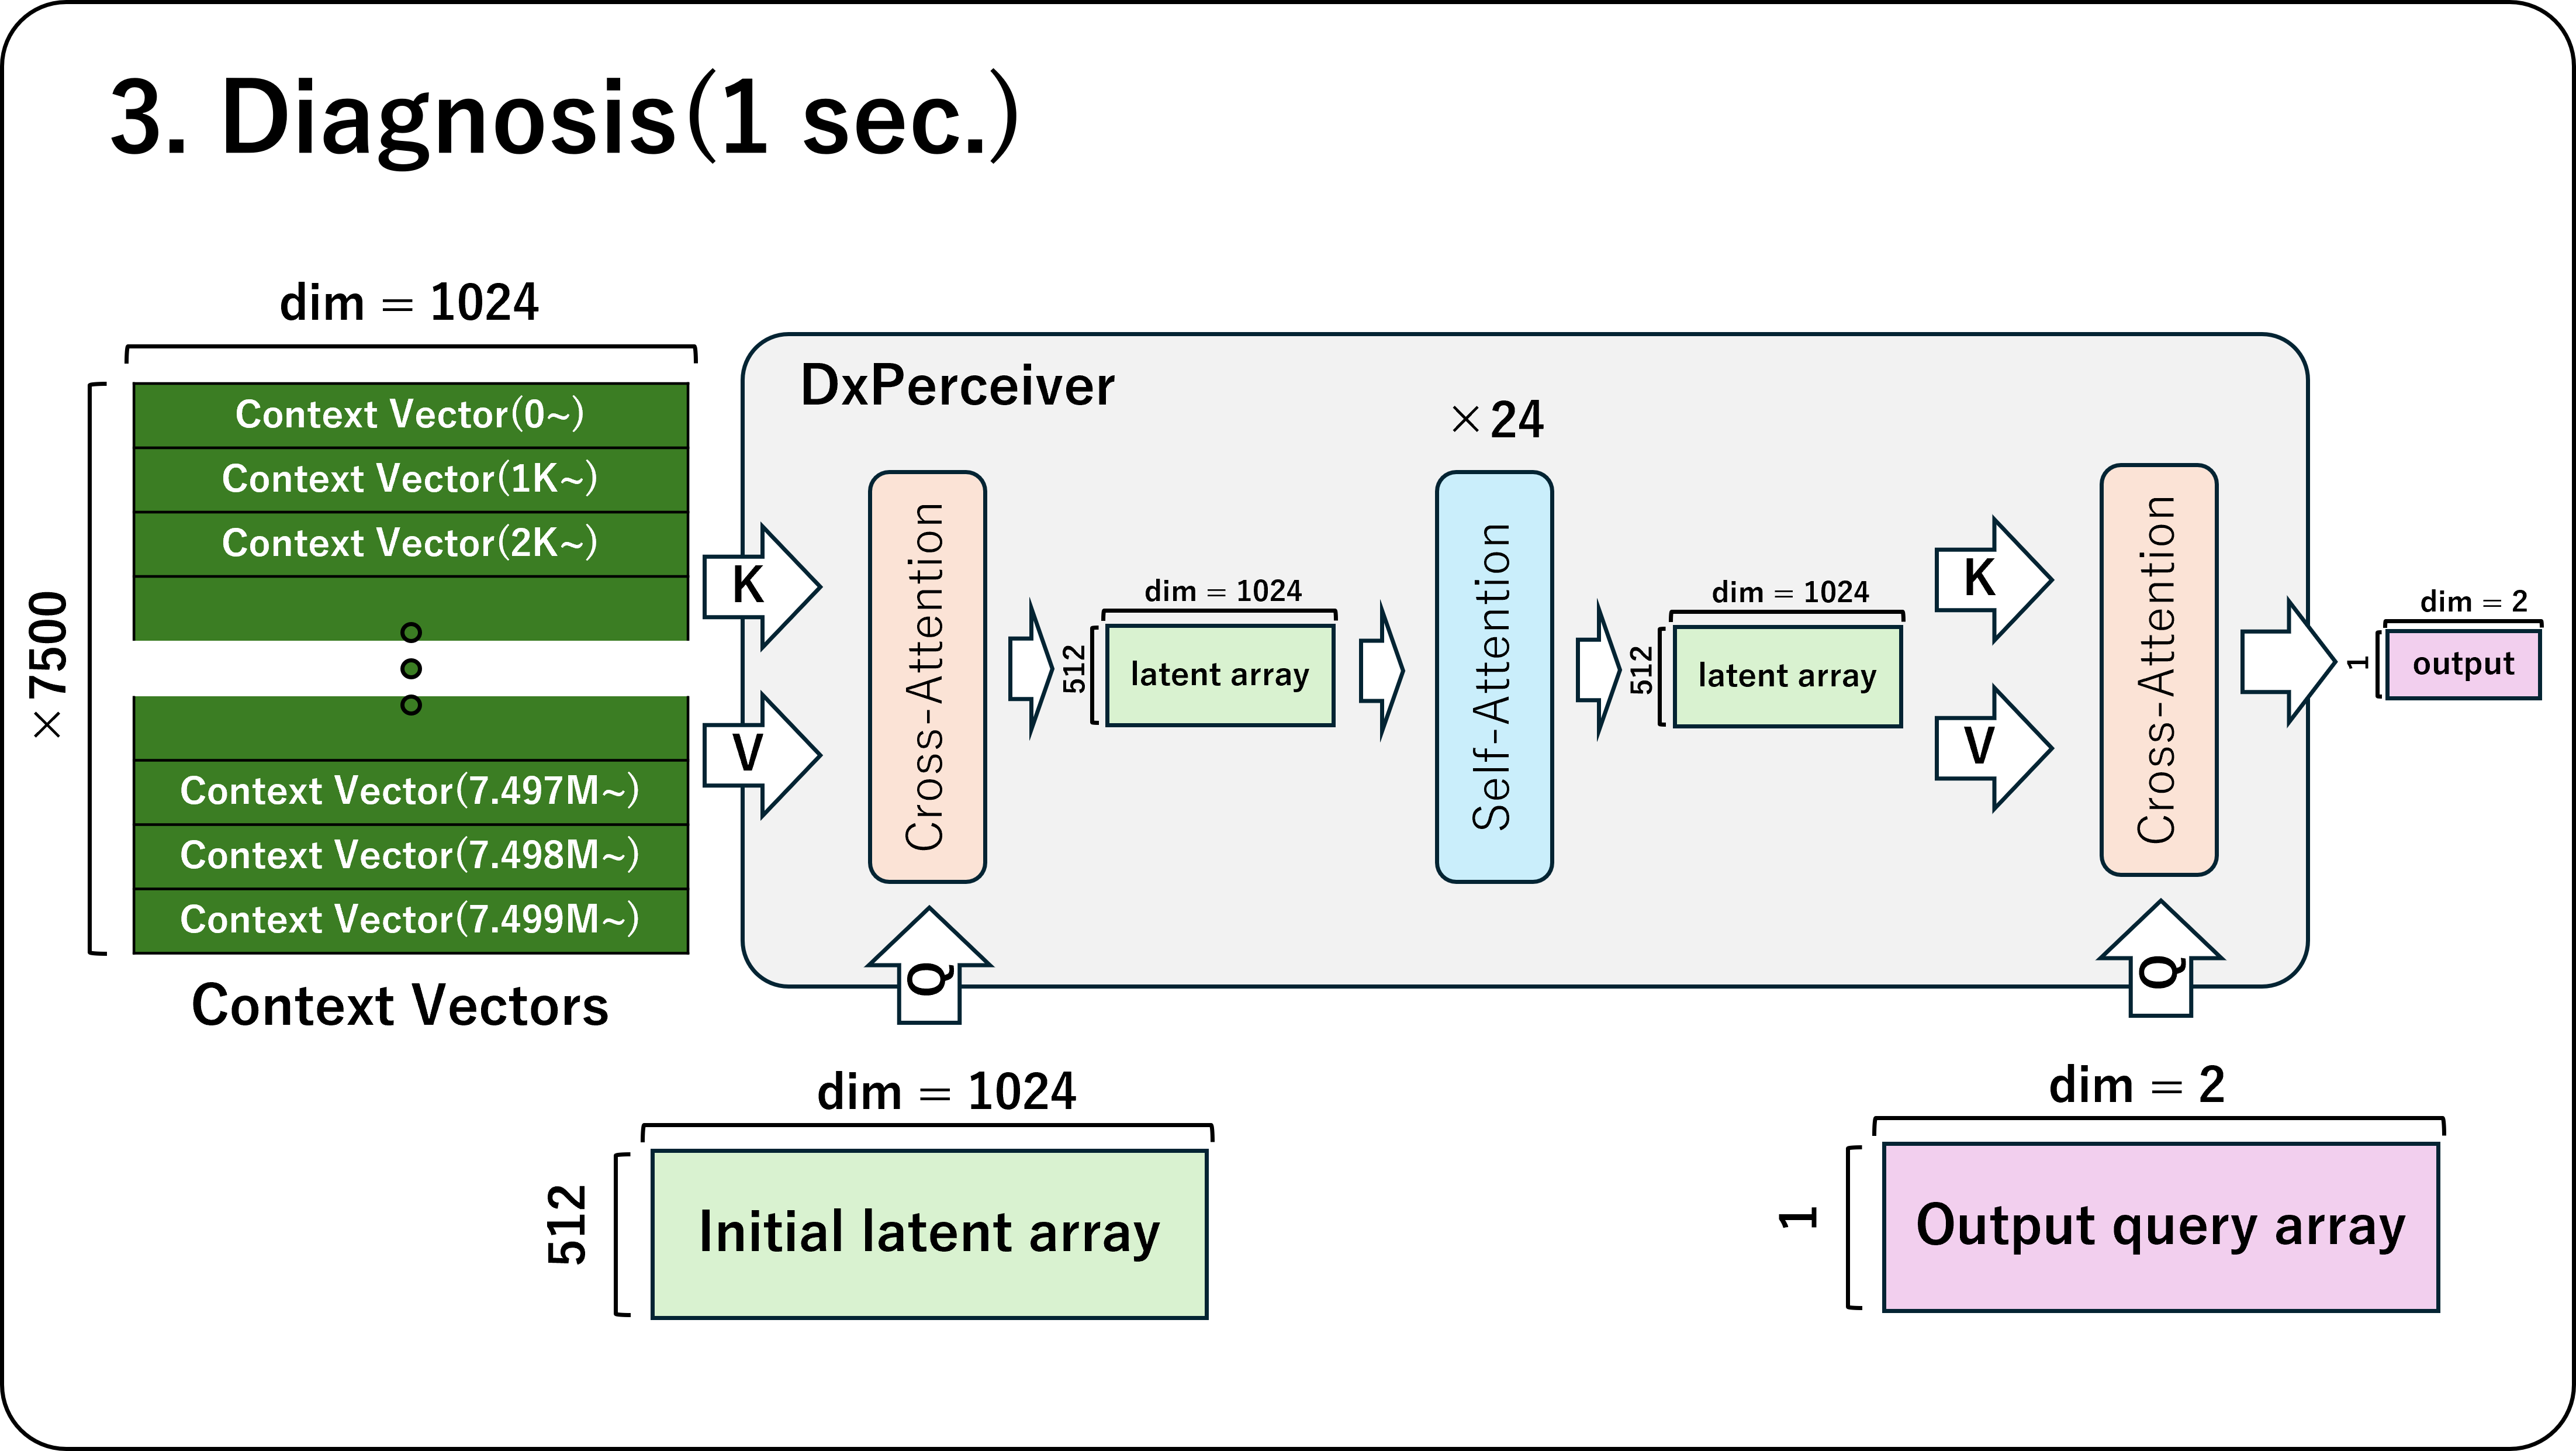 3. Diagnosis(1 sec.)
dim = 1024
×7500
Context Vector(0~)
Context Vector(1K~)
Context Vector(2K~)
Context Vector(7.497M~)
Context Vector(7.498M~)
Context Vector(7.499M~)
Context Vectors
DxPerceiver
K
V
Q
Cross-Attention
dim = 1024
512
Initial latent array
dim = 1024
512
latent array
×24
Self-Attention
dim = 1024
512
latent array
K
V
Q
Cross-Attention
dim = 2
1
Output query array
dim = 2
1
output